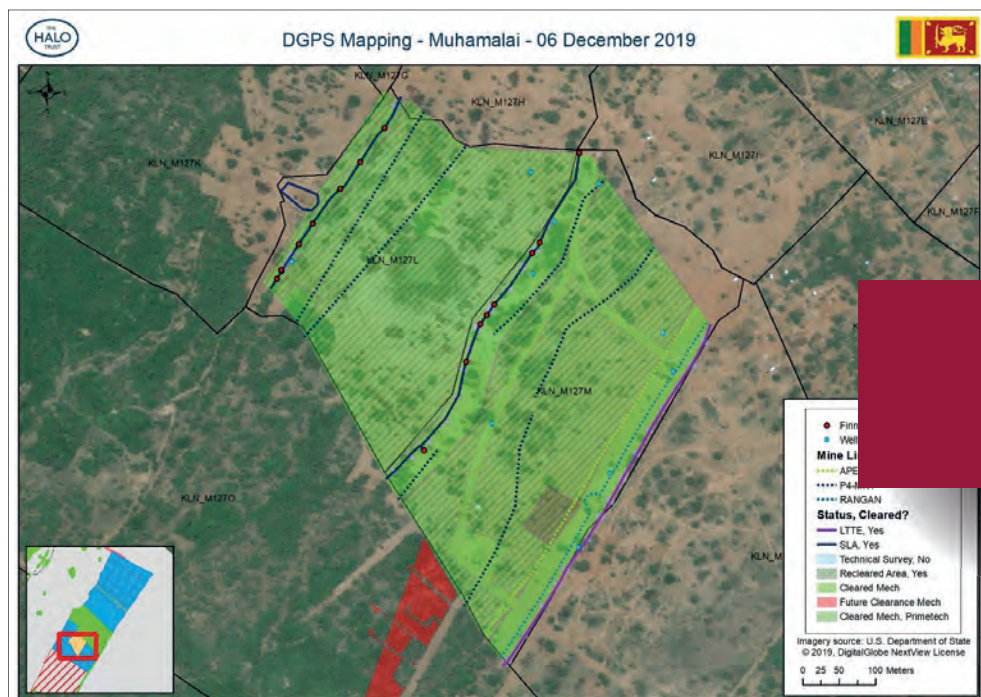 THE
HALO
TRUST
DGPS Mapping - Muhamalai - 06 December 2019
KLN_M127G
KLN_M127H
KLN_M127E
KLN_M127K
KLN_M127I
KLN_M127F
KLN_M127L
KLN_M127M
KLN_M127O
Mine Li
RANGAN
Status, Cleared?
LTTE, Yes
SLA, Yes
Technical Survey, No
Recleared Area, Yes
Cleared Mech
Future Clearance Mech
Cleared Mech, Primetech
Imagery source: U.S. Department of State
© 2019, DigitalGlobe NextView License
0 25 50 100 Meters